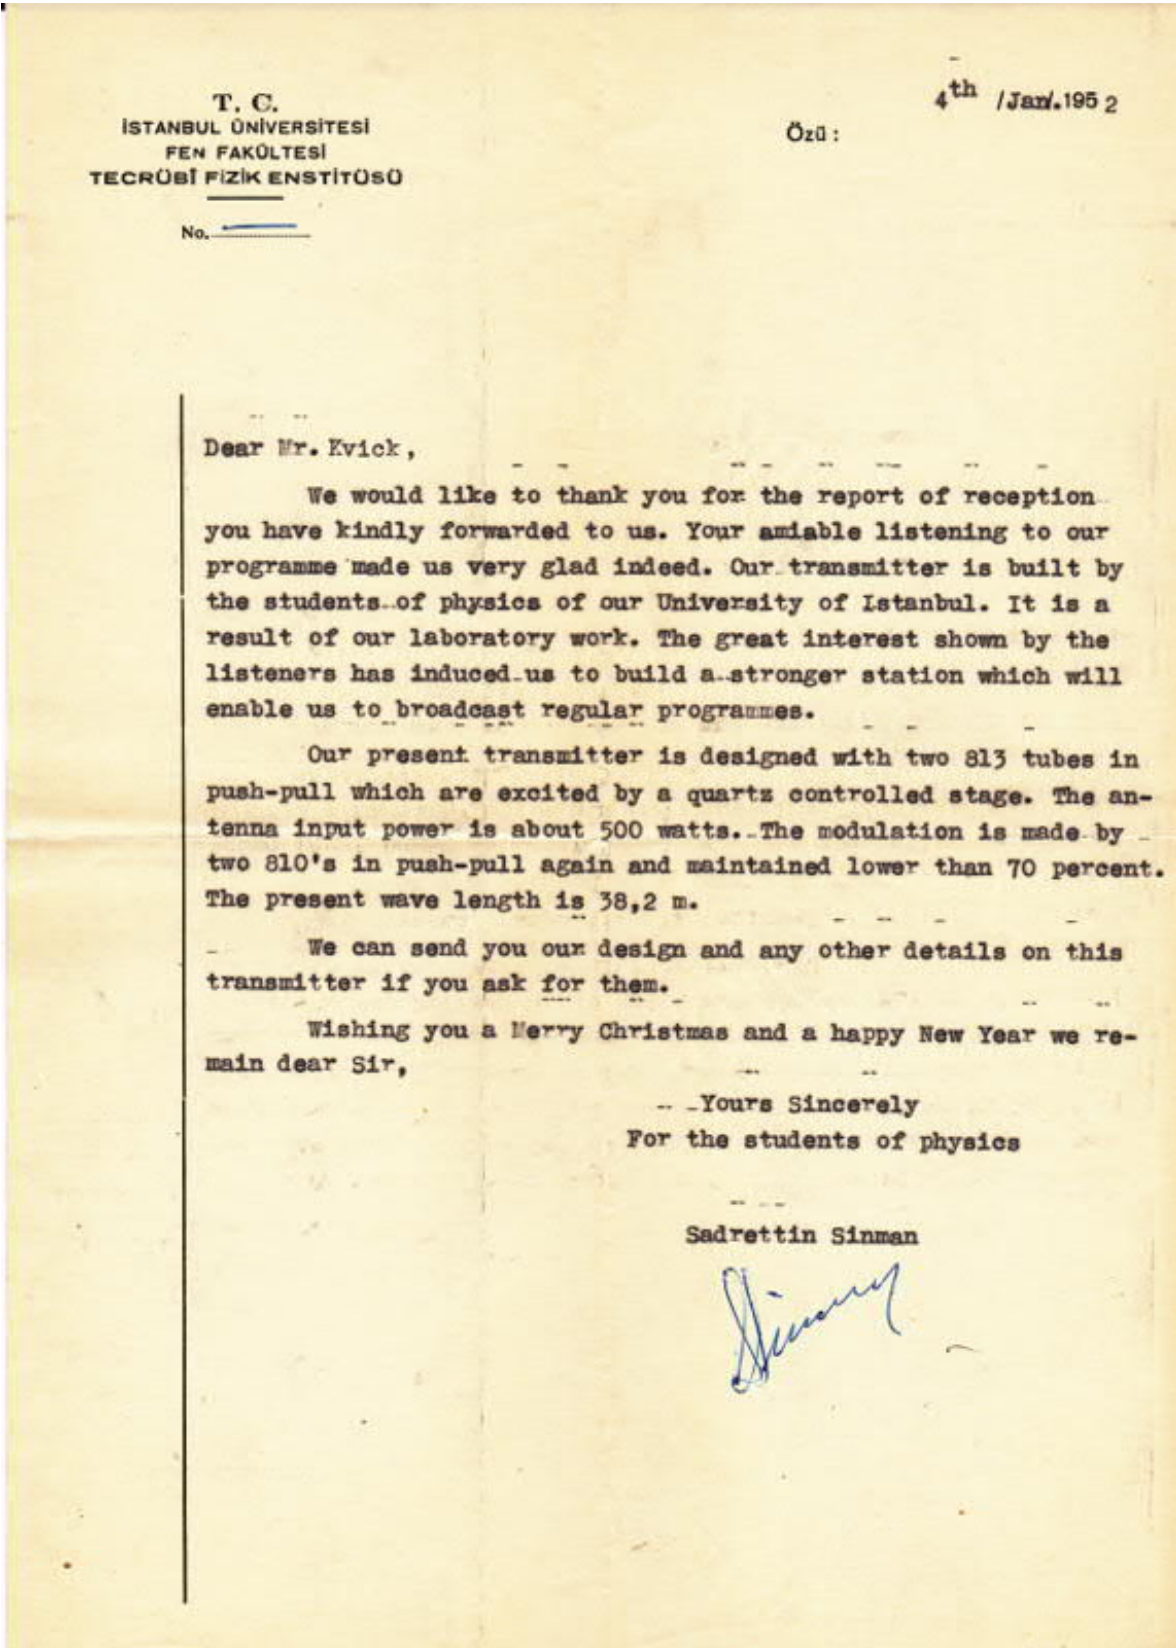 T. C.
İSTANBUL ÜNİVERSİTESİ
FEN FAKÜLTESİ
TECRÜBÎ FİZİK ENSTİTÜSÜ
No.
4th /Jan/.1952
Özü :
Dear Mr. Kvick,
We would like to thank you for the report of reception
you have kindly forwarded to us. Your amiable listening to our
programme made us very glad indeed. Our transmitter is built by
the students of physics of our University of Istanbul. It is a
result of our laboratory work. The great interest shown by the
listeners has induced us to build a stronger station which will
enable us to broadcast regular programmes.
Our present transmitter is designed with two 813 tubes in
push-pull which are excited by a quartz controlled stage. The an-
tenna input power is about 500 watts. The modulation is made by
two 810's in push-pull again and maintained lower than 70 percent.
The present wave length is 38,2 m.
We can send you our design and any other details on this
transmitter if you ask for them.
Wishing you a Merry Christmas and a happy New Year we re-
main dear Sir,
Yours Sincerely
For the students of physics
Sadrettin Sinman
SSinman